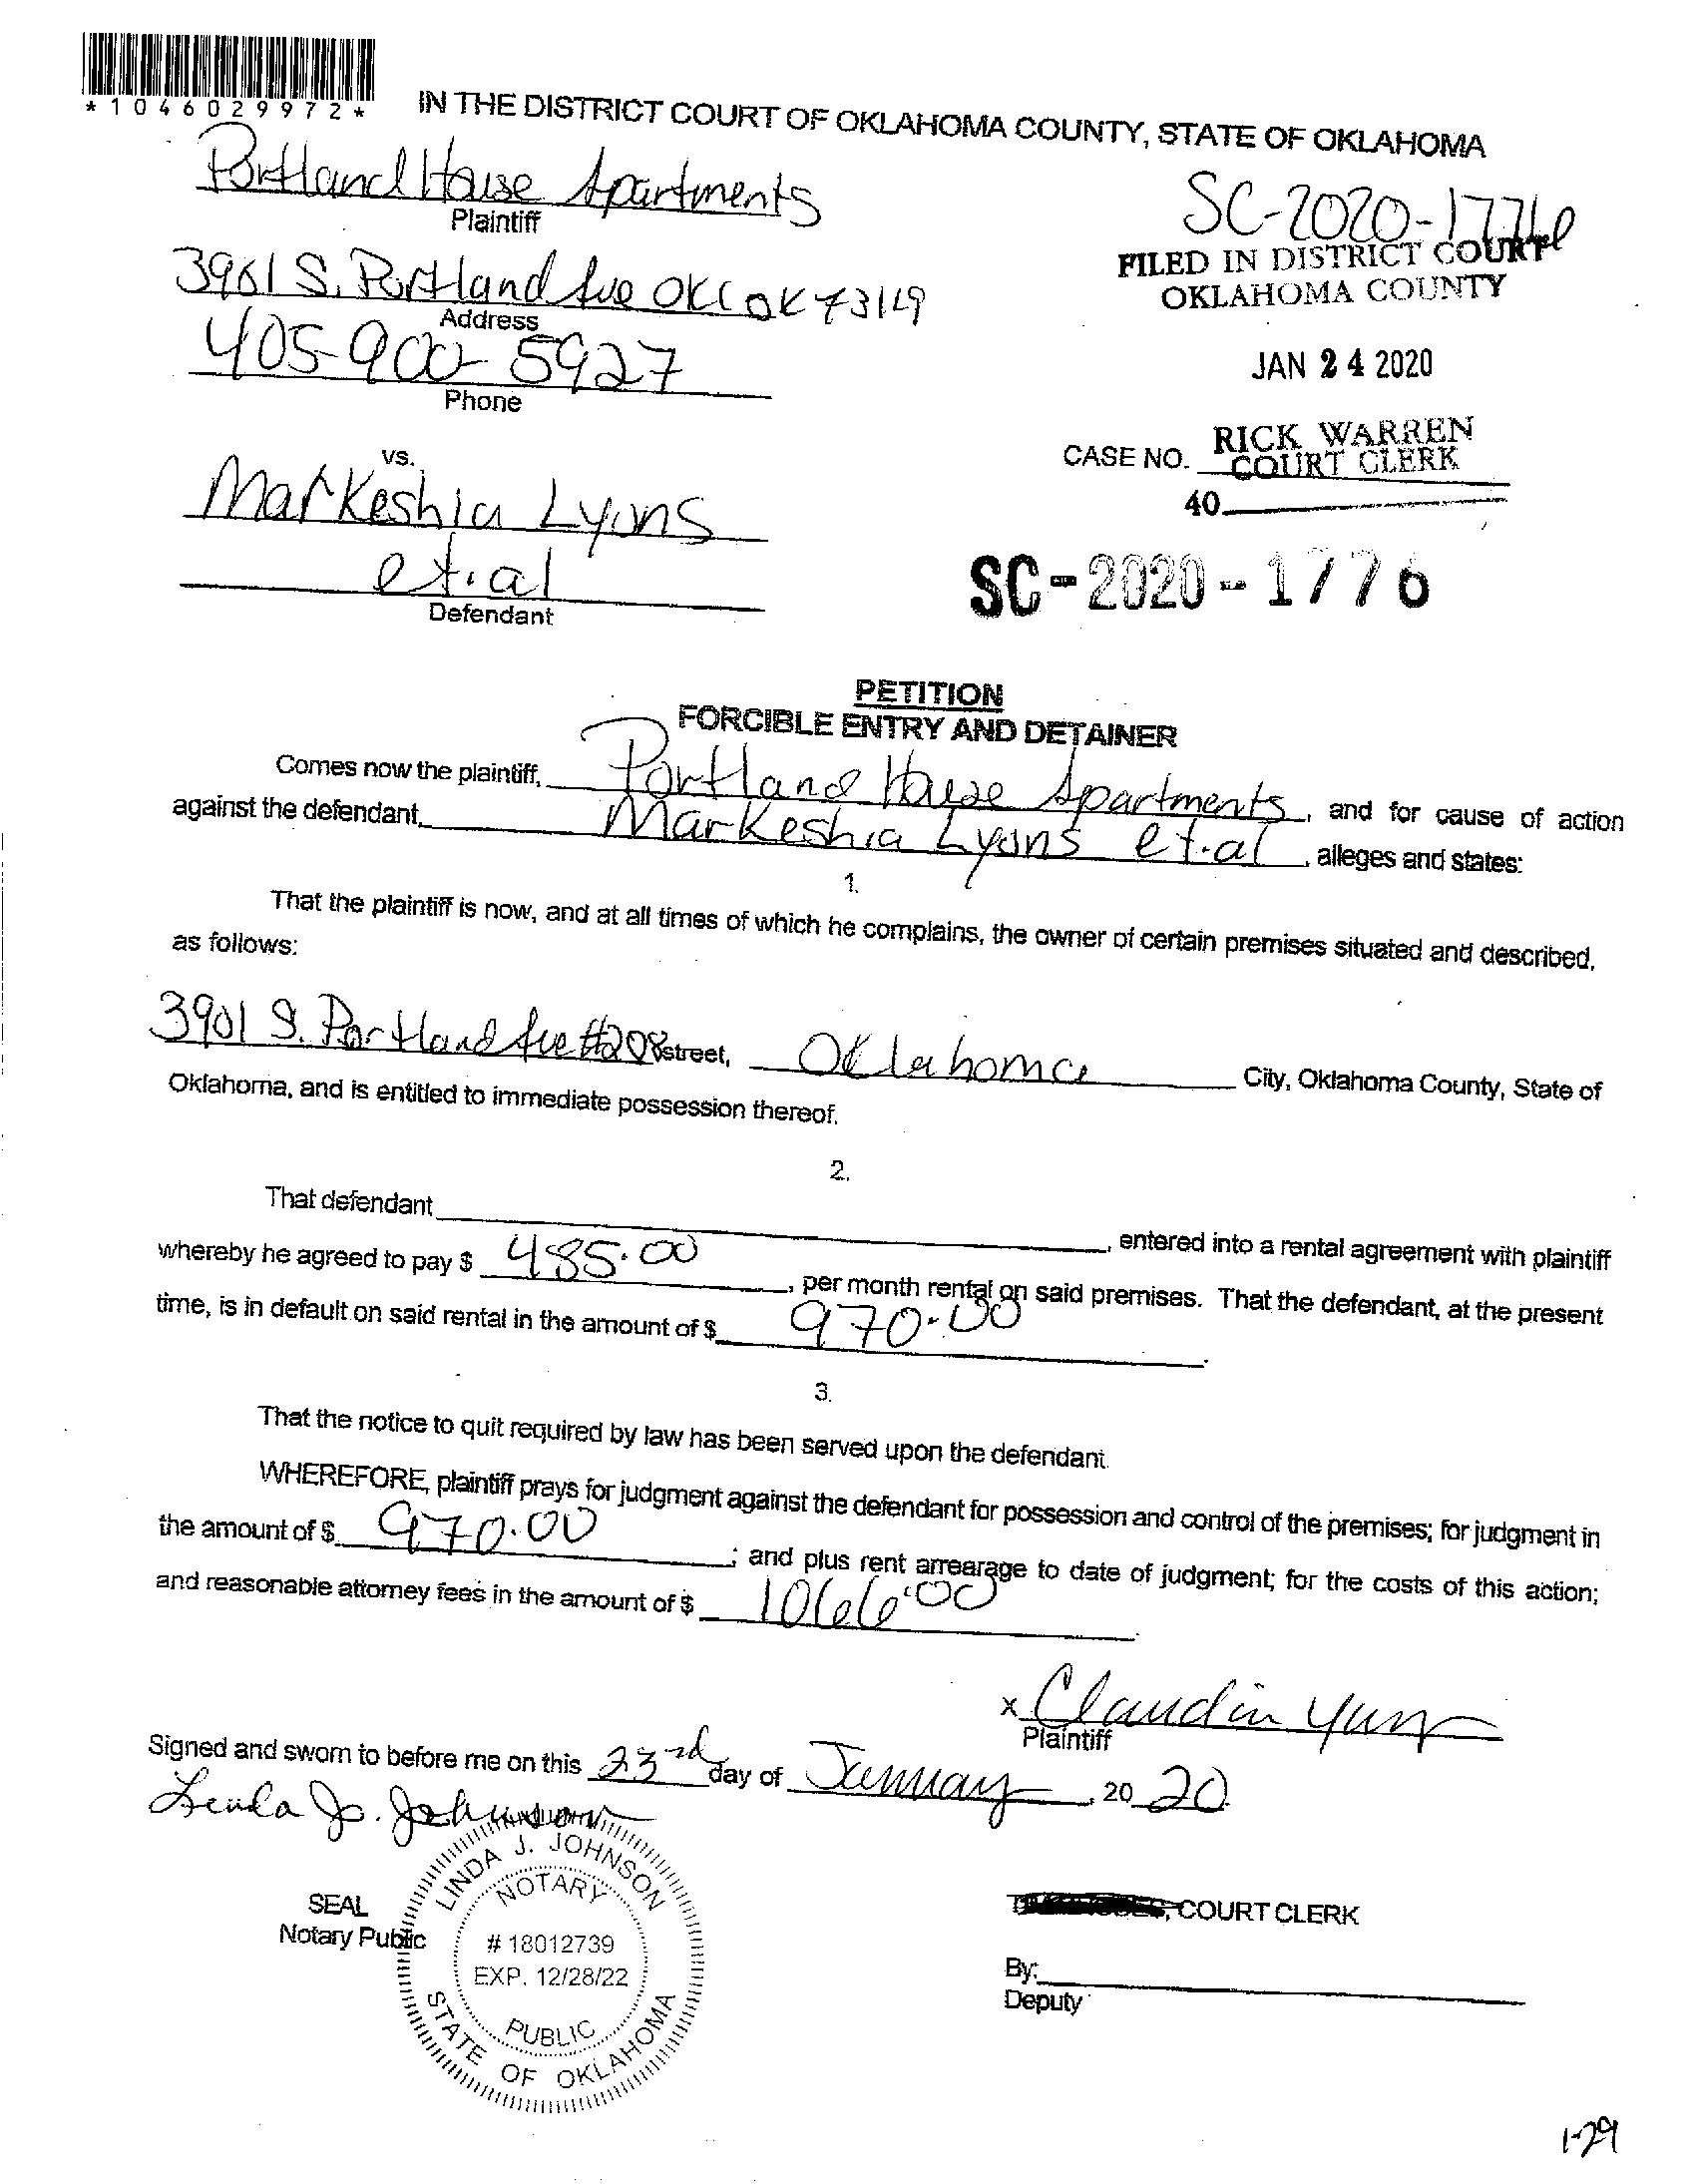 *1046029972*
IN THE DISTRICT COURT OF OKLAHOMA COUNTY, STATE OF OKLAHOMA
Portland House Apartments
Plaintiff
SC-2020-1776
FILED IN DISTRICT COURT
OKLAHOMA COUNTY
3901 S. Portland Ave OKC OK 73119
Address
405-900-5927
Phone
JAN 24 2020
RICK WARREN
CASE NO. COURT CLERK
40
vs.
Markeshia Lyons
et.al
Defendant
SC-2020-1776
PETITION
FORCIBLE ENTRY AND DETAINER
Comes now the plaintiff, Portland House Apartments, and for cause of action
against the defendant, Markeshia Lyons et.al, alleges and states:
1.
That the plaintiff is now, and at all times of which he complains, the owner of certain premises situated and described,
as follows:
3901 S. Portland Ave #208 street, Oklahoma City, Oklahoma County, State of
Oklahoma, and is entitled to immediate possession thereof.
2.
That defendant , entered into a rental agreement with plaintiff
whereby he agreed to pay $ 485.00, per month rental on said premises. That the defendant, at the present
time, is in default on said rental in the amount of $ 970.00
3.
That the notice to quit required by law has been served upon the defendant.
WHEREFORE, plaintiff prays for judgment against the defendant for possession and control of the premises; for judgment in
the amount of $ 970.00; and plus rent arrearage to date of judgment; for the costs of this action;
and reasonable attorney fees in the amount of $ 1066.00
x Claudin
Plaintiff
Signed and sworn to before me on this 23rd day of January, 2020
Linda Jo. Johnson
LINDA J. JOHNSON
NOTARY
SEAL
Notary Public
# 18012739
EXP. 12/28/22
PUBLIC
STATE OF OKLAHOMA
, COURT CLERK
By:
Deputy
1-29